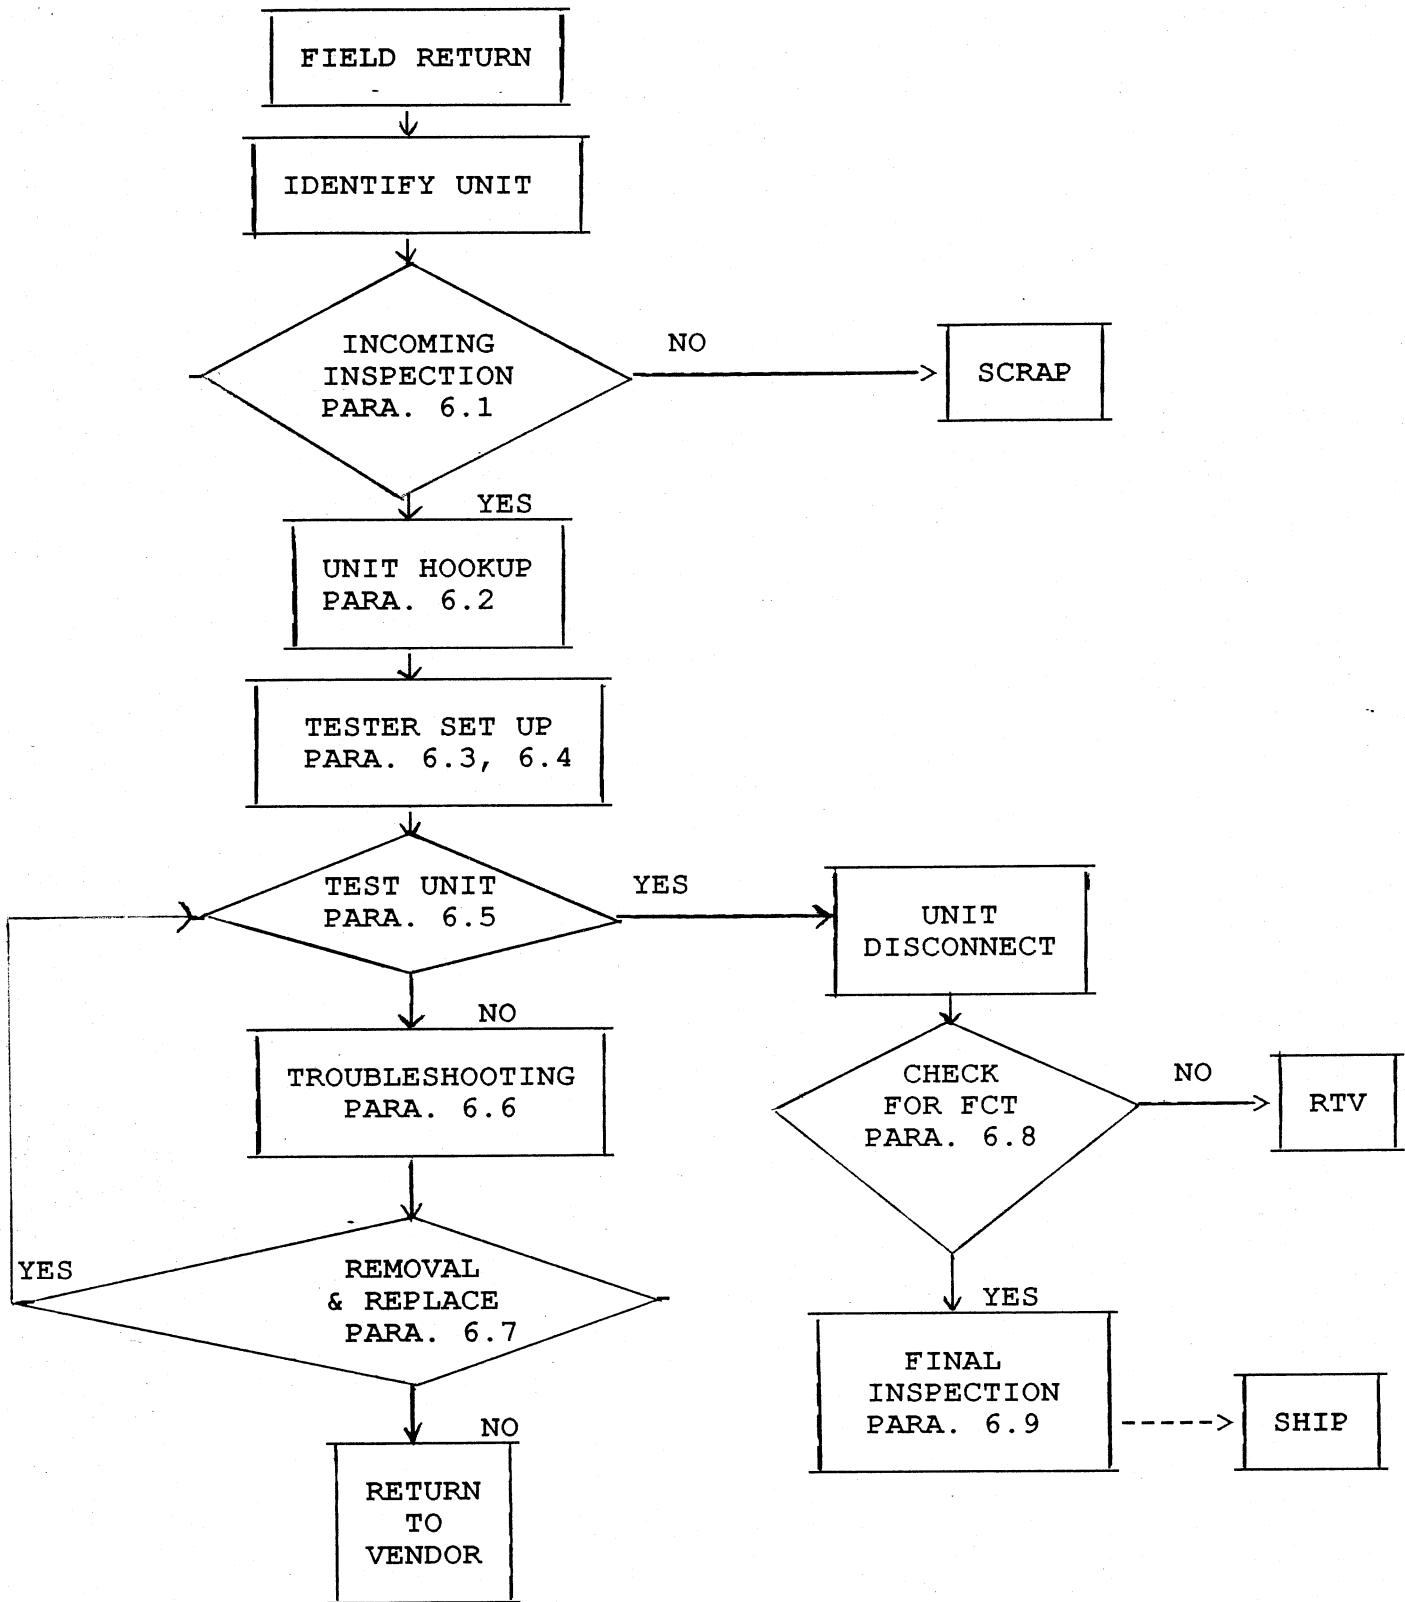 FIELD RETURN
IDENTIFY UNIT
INCOMING
INSPECTION
PARA. 6.1
NO
SCRAP
YES
UNIT HOOKUP
PARA. 6.2
TESTER SET UP
PARA. 6.3, 6.4
TEST UNIT
PARA. 6.5
YES
UNIT
DISCONNECT
NO
TROUBLESHOOTING
PARA. 6.6
CHECK
FOR FCT
PARA. 6.8
NO
RTV
YES
REMOVAL
& REPLACE
PARA. 6.7
YES
FINAL
INSPECTION
PARA. 6.9
SHIP
NO
RETURN
TO
VENDOR